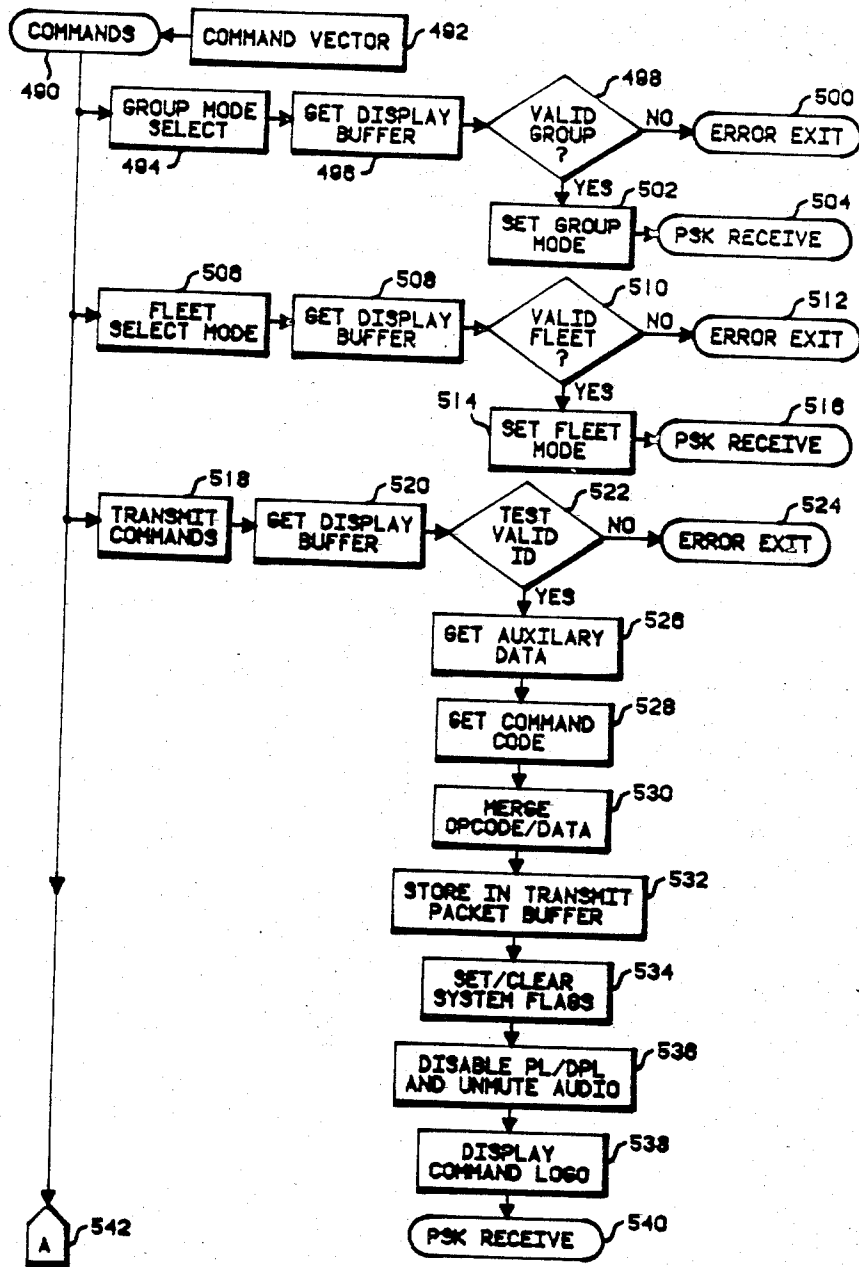 COMMANDS
COMMAND VECTOR
492
490
GROUP MODE
SELECT
494
GET DISPLAY
BUFFER
496
498
VALID
GROUP
?
NO
500
ERROR EXIT
YES
502
SET GROUP
MODE
504
PSK RECEIVE
506
FLEET
SELECT MODE
508
GET DISPLAY
BUFFER
510
VALID
FLEET
?
NO
512
ERROR EXIT
YES
514
SET FLEET
MODE
516
PSK RECEIVE
518
TRANSMIT
COMMANDS
520
GET DISPLAY
BUFFER
522
TEST
VALID
ID
NO
524
ERROR EXIT
YES
GET AUXILARY
DATA
526
GET COMMAND
CODE
528
MERGE
OPCODE/DATA
530
STORE IN TRANSMIT
PACKET BUFFER
532
SET/CLEAR
SYSTEM FLAGS
534
DISABLE PL/DPL
AND UNMUTE AUDIO
536
DISPLAY
COMMAND LOGO
538
PSK RECEIVE
540
A
542